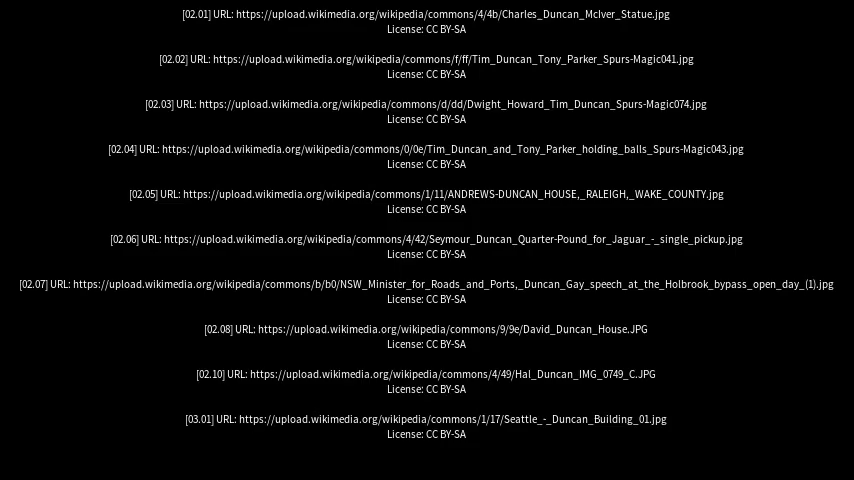 [02.01] URL: https://upload.wikimedia.org/wikipedia/commons/4/4b/Charles_Duncan_McIver_Statue.jpg
License: CC BY-SA
[02.02] URL: https://upload.wikimedia.org/wikipedia/commons/f/ff/Tim_Duncan_Tony_Parker_Spurs-Magic041.jpg
License: CC BY-SA
[02.03] URL: https://upload.wikimedia.org/wikipedia/commons/d/dd/Dwight_Howard_Tim_Duncan_Spurs-Magic074.jpg
License: CC BY-SA
[02.04] URL: https://upload.wikimedia.org/wikipedia/commons/0/0e/Tim_Duncan_and_Tony_Parker_holding_balls_Spurs-Magic043.jpg
License: CC BY-SA
[02.05] URL: https://upload.wikimedia.org/wikipedia/commons/1/11/ANDREWS-DUNCAN_HOUSE,_RALEIGH,_WAKE_COUNTY.jpg
License: CC BY-SA
[02.06] URL: https://upload.wikimedia.org/wikipedia/commons/4/42/Seymour_Duncan_Quarter-Pound_for_Jaguar_-_single_pickup.jpg
License: CC BY-SA
[02.07] URL: https://upload.wikimedia.org/wikipedia/commons/b/b0/NSW_Minister_for_Roads_and_Ports,_Duncan_Gay_speech_at_the_Holbrook_bypass_open_day_(1).jpg
License: CC BY-SA
[02.08] URL: https://upload.wikimedia.org/wikipedia/commons/9/9e/David_Duncan_House.JPG
License: CC BY-SA
[02.10] URL: https://upload.wikimedia.org/wikipedia/commons/4/49/Hal_Duncan_IMG_0749_C.JPG
License: CC BY-SA
[03.01] URL: https://upload.wikimedia.org/wikipedia/commons/1/17/Seattle_-_Duncan_Building_01.jpg
License: CC BY-SA